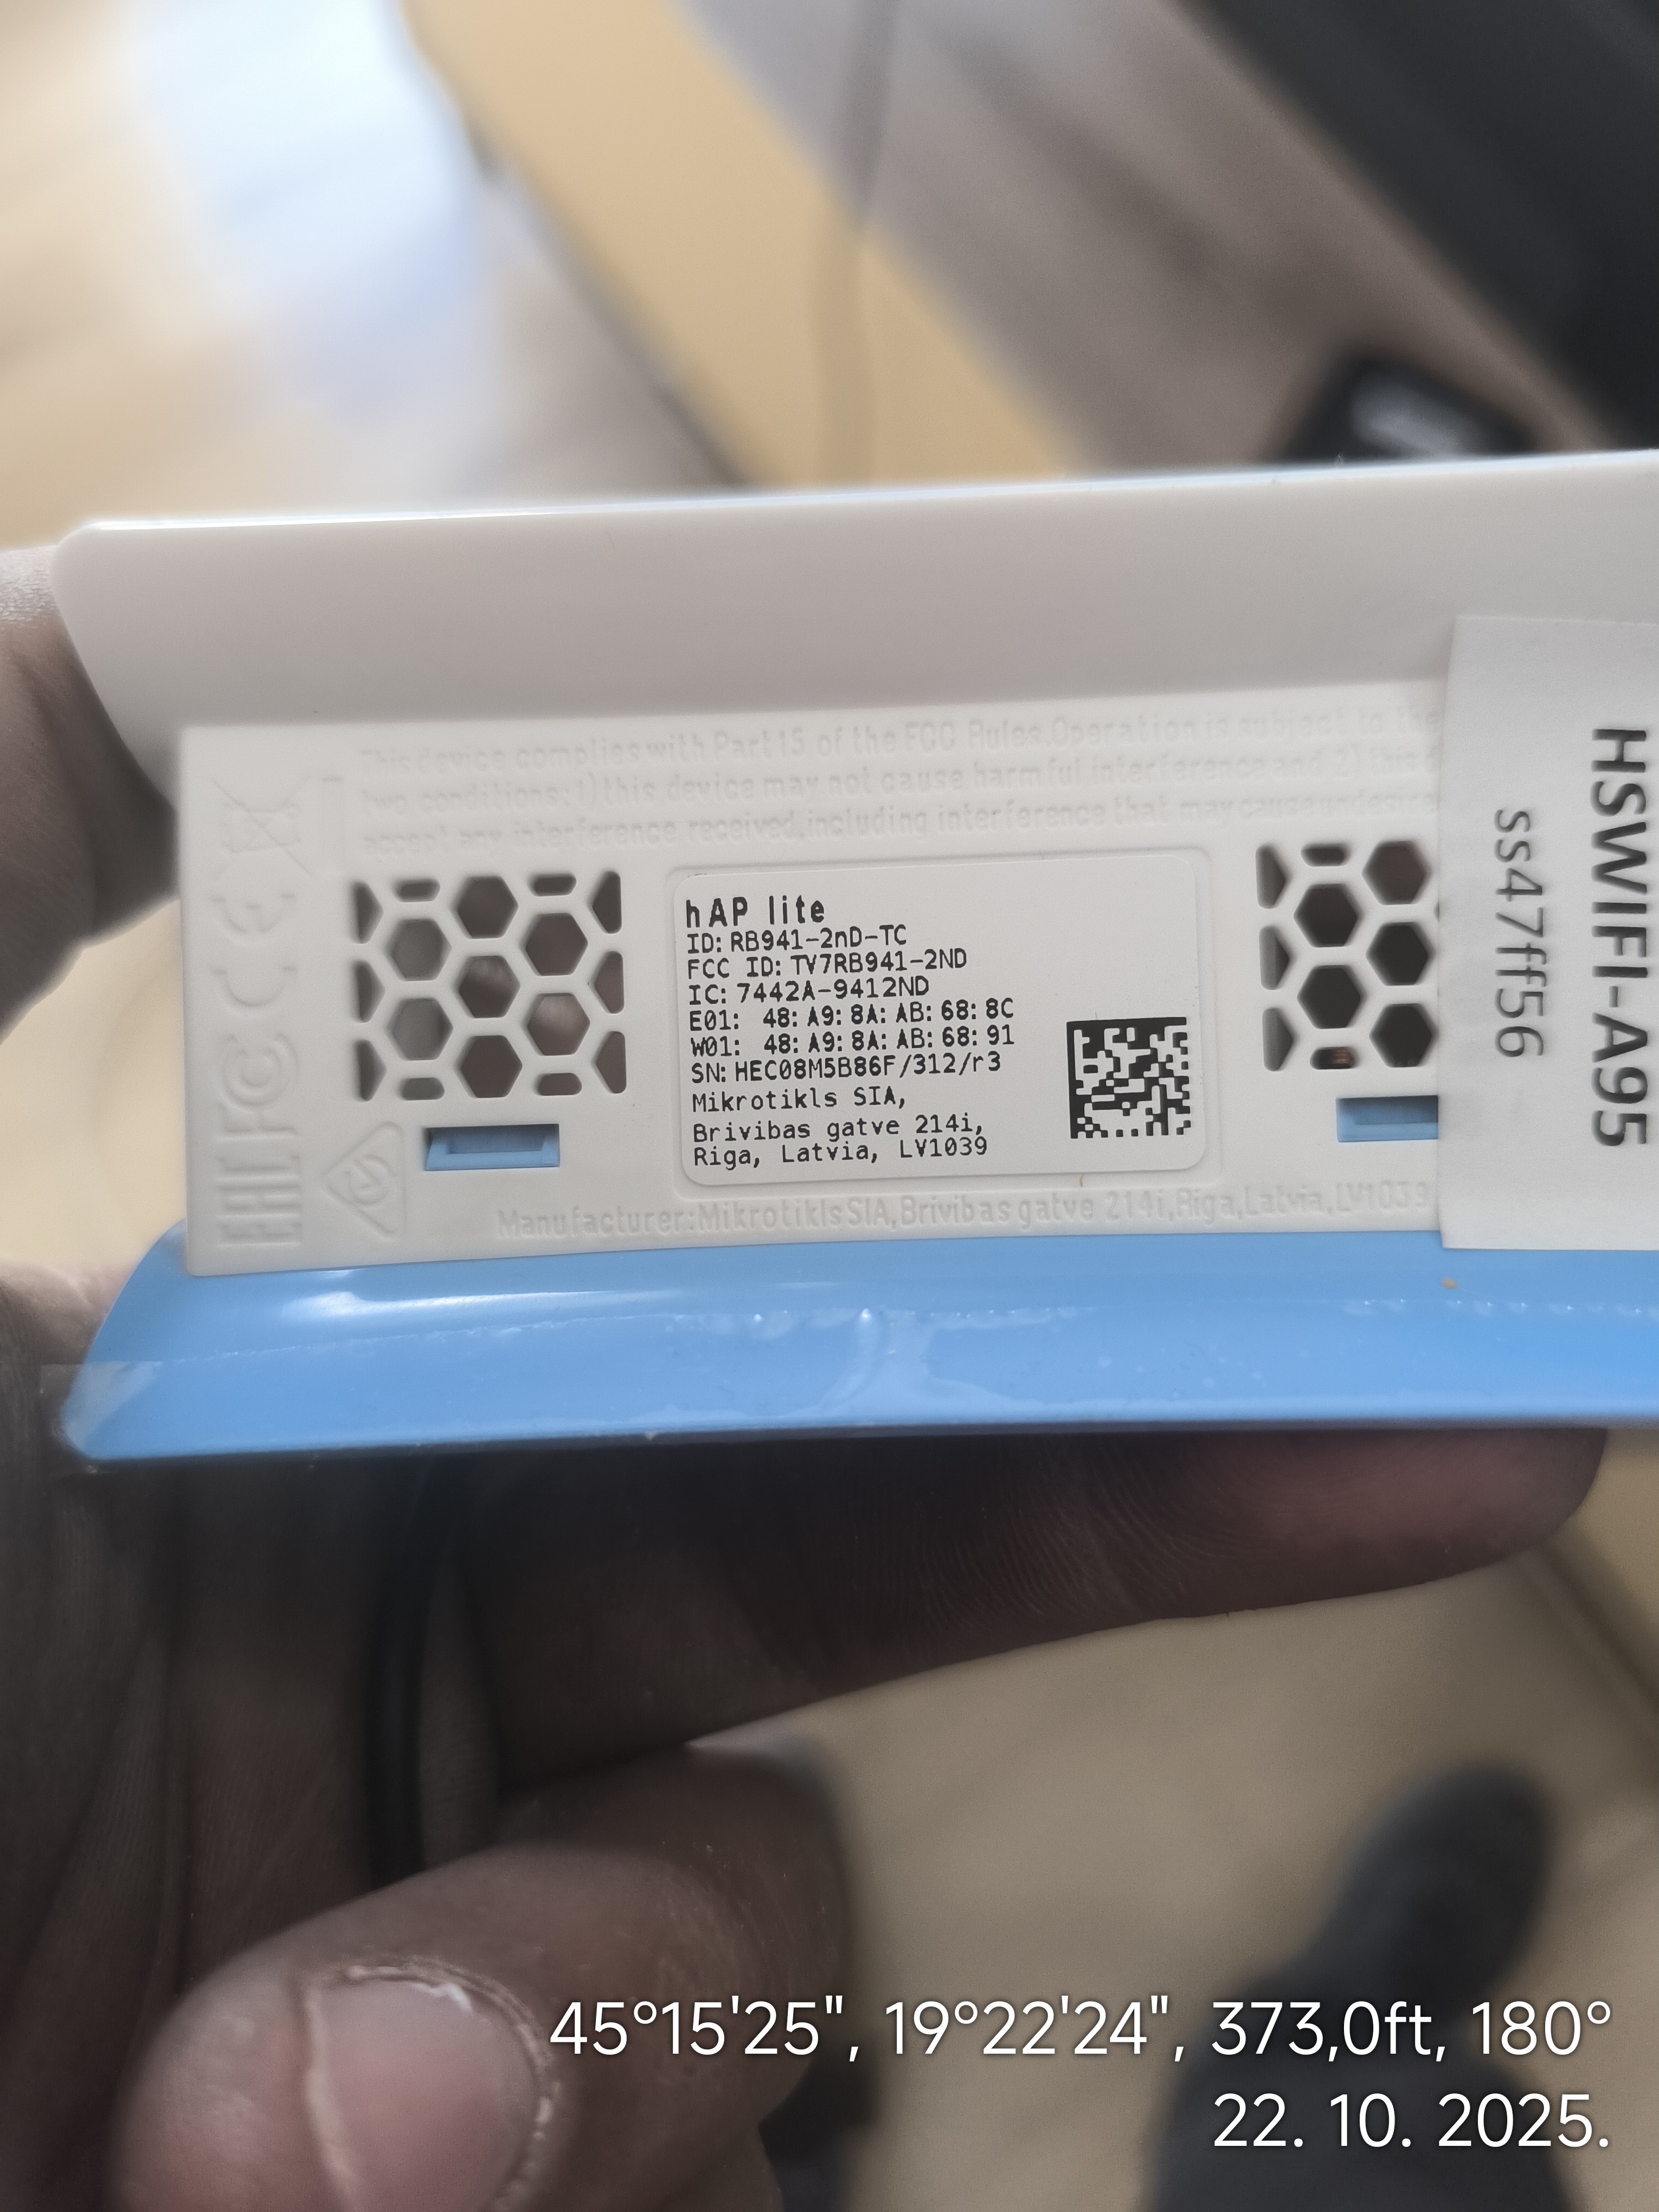 This device complies with Part 15 of the FCC Rules.Operation is subject to the
two conditions:1)this device may not cause harmful interference and 2)this
accept any interference received,including interference that may cause undesire
EAC FC CE
hAP lite
ID: RB941-2nD-TC
FCC ID: TV7RB941-2ND
IC: 7442A-9412ND
E01: 48:A9:8A:AB:68:8C
W01: 48:A9:8A:AB:68:91
SN: HEC08M5B86F/312/r3
Mikrotikls SIA,
Brivibas gatve 214i,
Riga, Latvia, LV1039
Manufacturer:Mikrotikls SIA,Brivibas gatve 214i,Riga,Latvia,LV1039
HSWIFI-A95
ss47ff56
45°15'25", 19°22'24", 373,0ft, 180°
22. 10. 2025.